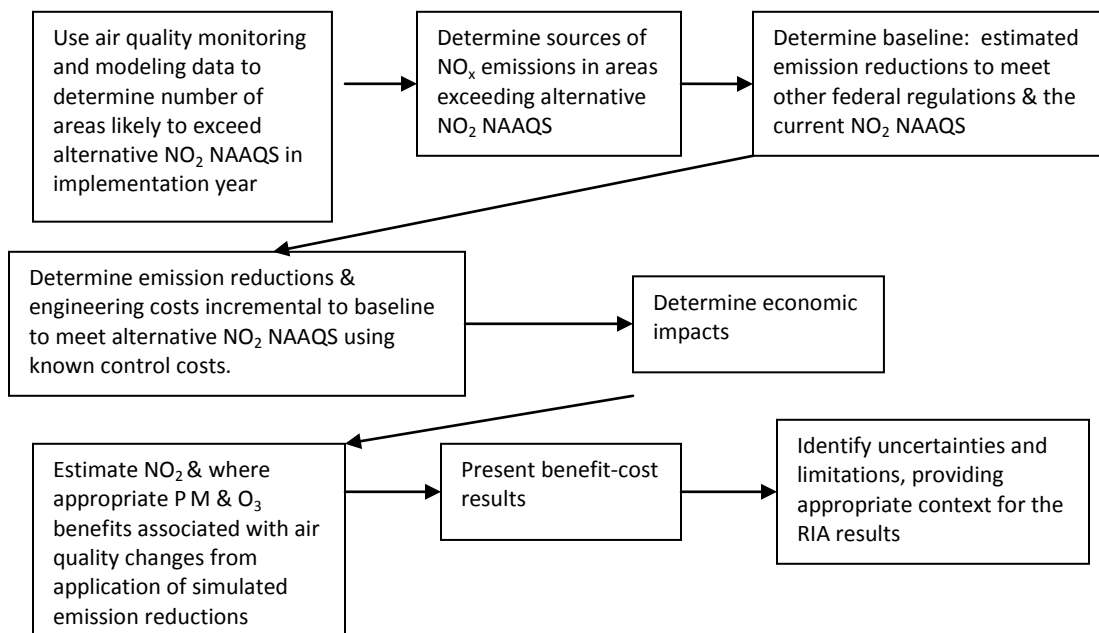 Use air quality monitoring
and modeling data to
determine number of
areas likely to exceed
alternative NO₂ NAAQS in
implementation year
Determine sources of
NOₓ emissions in areas
exceeding alternative
NO₂ NAAQS
Determine baseline:  estimated
emission reductions to meet
other federal regulations & the
current NO₂ NAAQS
Determine emission reductions &
engineering costs incremental to baseline
to meet alternative NO₂ NAAQS using
known control costs.
Determine economic
impacts
Estimate NO₂ & where
appropriate P M & O₃
benefits associated with air
quality changes from
application of simulated
emission reductions
Present benefit-cost
results
Identify uncertainties and
limitations, providing
appropriate context for the
RIA results